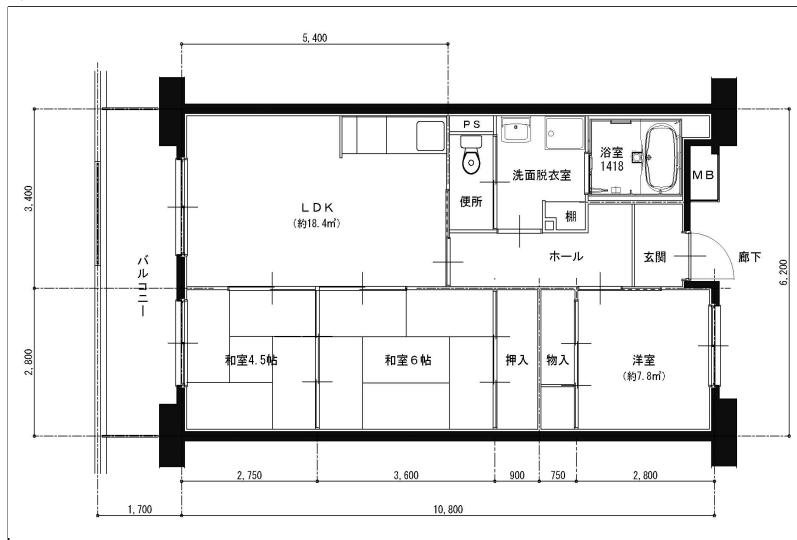 5,400
PS
浴室
1418
MB
洗面脱衣室
便所
LDK
(約18.4㎡)
棚
3,400
6,200
ホール
玄関
廊下
バルコニー
2,800
和室4.5帖
和室6帖
押入
物入
洋室
(約7.8㎡)
2,750
3,600
900
750
2,800
1,700
10,800